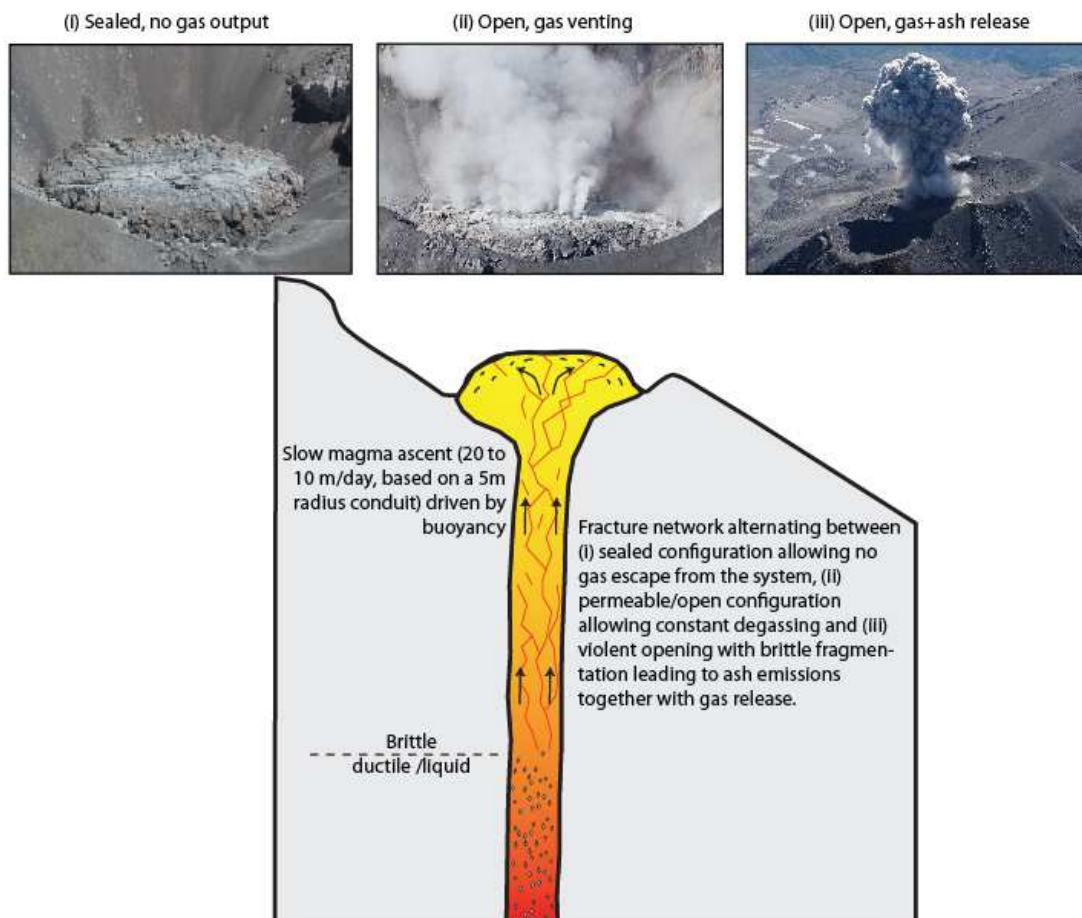 (i) Sealed, no gas output
(ii) Open, gas venting
(iii) Open, gas+ash release
Slow magma ascent (20 to
10 m/day, based on a 5m
radius conduit) driven by
buoyancy
Fracture network alternating between
(i) sealed configuration allowing no
gas escape from the system, (ii)
permeable/open configuration
allowing constant degassing and (iii)
violent opening with brittle fragmen-
tation leading to ash emissions
together with gas release.
Brittle
ductile /liquid